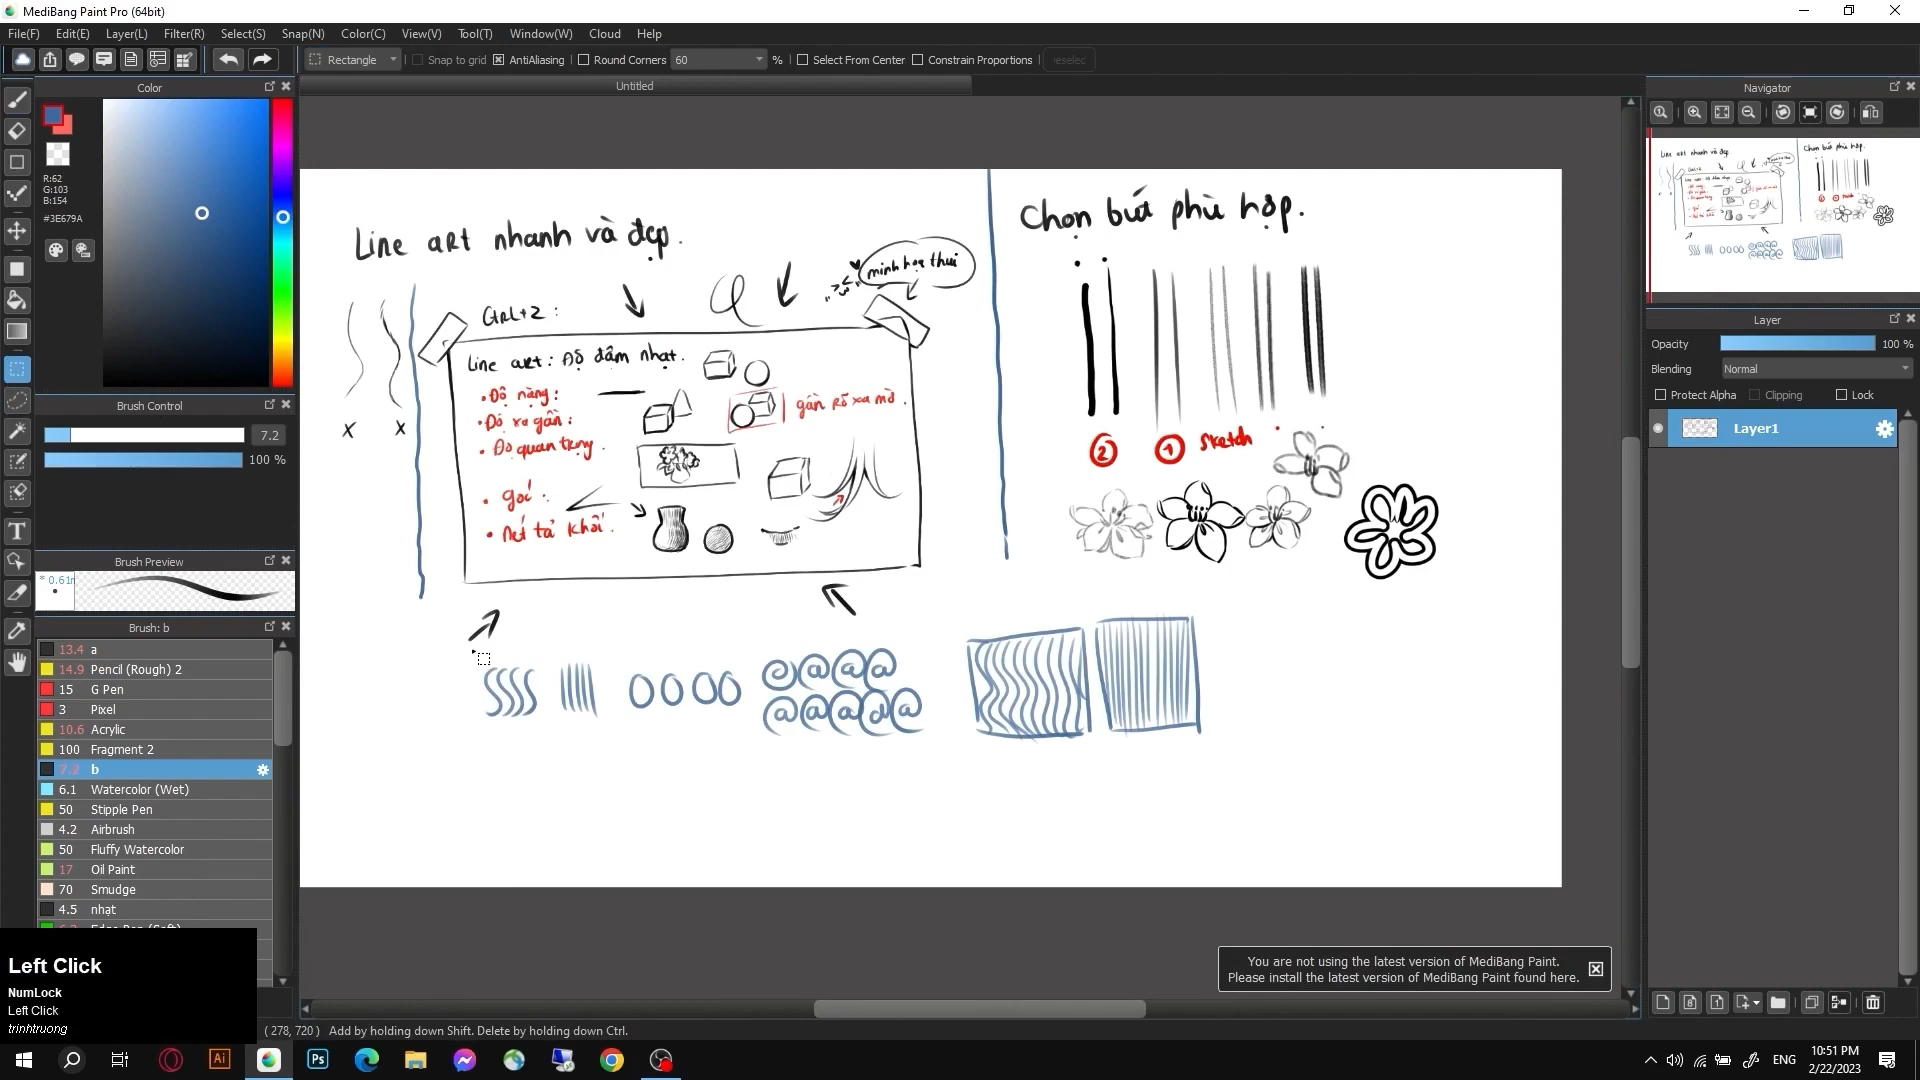 MediBang Paint Pro (64bit)
File(F) Edit(E) Layer(L) Filter(R) Select(S) Snap(N) Color(C) View(V) Tool(T) Window(W) Cloud Help
Rectangle Snap to grid AntiAliasing Round Corners 60 % Select From Center Constrain Proportions
Color
Untitled
Navigator
R:62
G:103
B:154
#3E679A
Brush Control
7.2
100 %
Brush Preview
* 0.61
Brush: b
13.4 a
14.9 Pencil (Rough) 2
15 G Pen
3 Pixel
10.6 Acrylic
100 Fragment 2
7.2 b
6.1 Watercolor (Wet)
50 Stipple Pen
4.2 Airbrush
50 Fluffy Watercolor
17 Oil Paint
70 Smudge
4.5 nhạt
Left Click
NumLock
Left Click
trinhtruong
Line art nhanh và đẹp.
minh họa thui
Ctrl+Z :
Line art : Độ đậm nhạt.
• Độ nặng :
• Độ xa gần :
gần rõ xa mờ.
• Độ quan trọng.
• gốc :
• Nét tả khối
x x
Chọn bút phù hợp.
2 1 sketch
Layer
Opacity 100 %
Blending Normal
Protect Alpha Clipping Lock
Layer1
You are not using the latest version of MediBang Paint.
Please install the latest version of MediBang Paint found here.
( 278, 720 ) Add by holding down Shift. Delete by holding down Ctrl.
Ai Ps
ENG
10:51 PM
2/22/2023